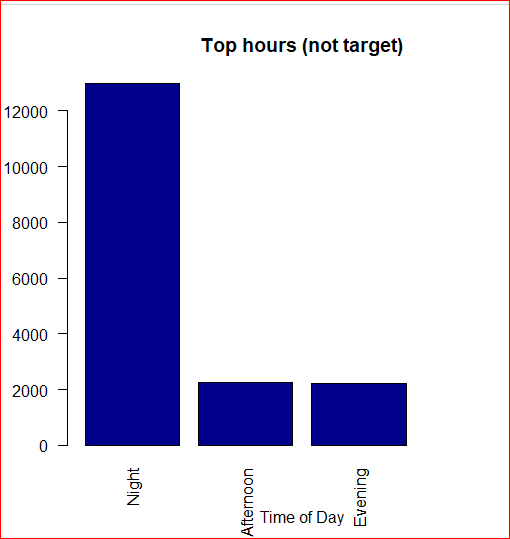 Top hours (not target)
12000
10000
8000
6000
4000
2000
0
Night
Afternoon
Evening
Time of Day